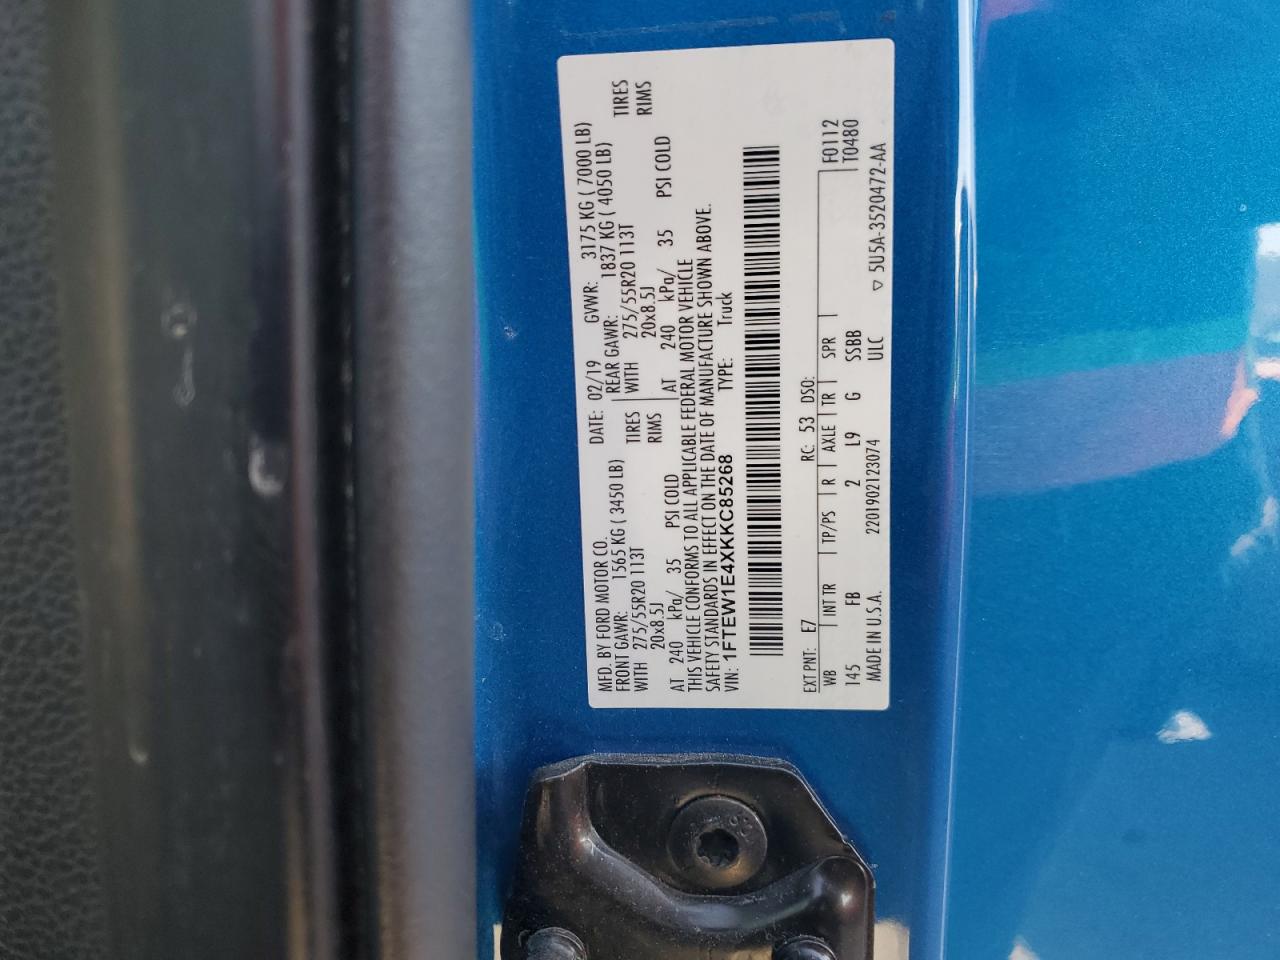 MFD. BY FORD MOTOR CO. DATE: 02/19 GVWR: 3175 KG ( 7000 LB)
FRONT GAWR: 1565 KG ( 3450 LB) REAR GAWR: 1837 KG ( 4050 LB)
WITH 275/55R20 113T TIRES WITH 275/55R20 113T TIRES
20x8.5J RIMS 20x8.5J RIMS
AT 240 kPa/ 35 PSI COLD AT 240 kPa/ 35 PSI COLD
THIS VEHICLE CONFORMS TO ALL APPLICABLE FEDERAL MOTOR VEHICLE
SAFETY STANDARDS IN EFFECT ON THE DATE OF MANUFACTURE SHOWN ABOVE.
VIN: 1FTEW1E4XKKC85268 TYPE: Truck
EXT PNT: E7 RC: 53 DSO: F0112
WB INT TR TP/PS R AXLE TR SPR T0480
145 FB 2 L9 G SSBB
MADE IN U.S.A. 2201902123074 ULC ▽ 5U5A-3520472-AA